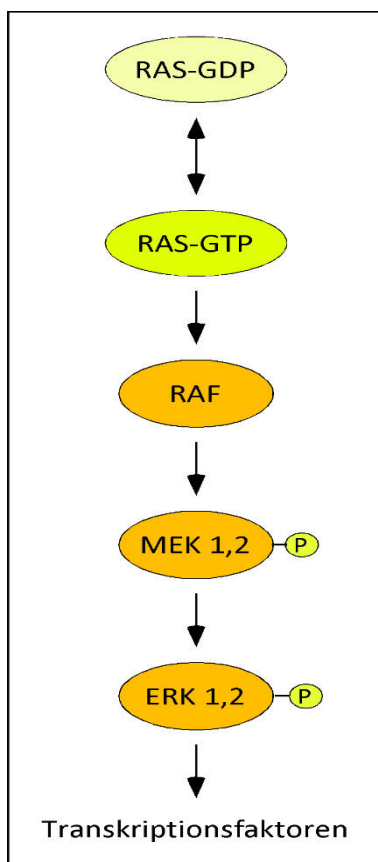 RAS-GDP
RAS-GTP
RAF
MEK 1,2 P
ERK 1,2 P
Transkriptionsfaktoren